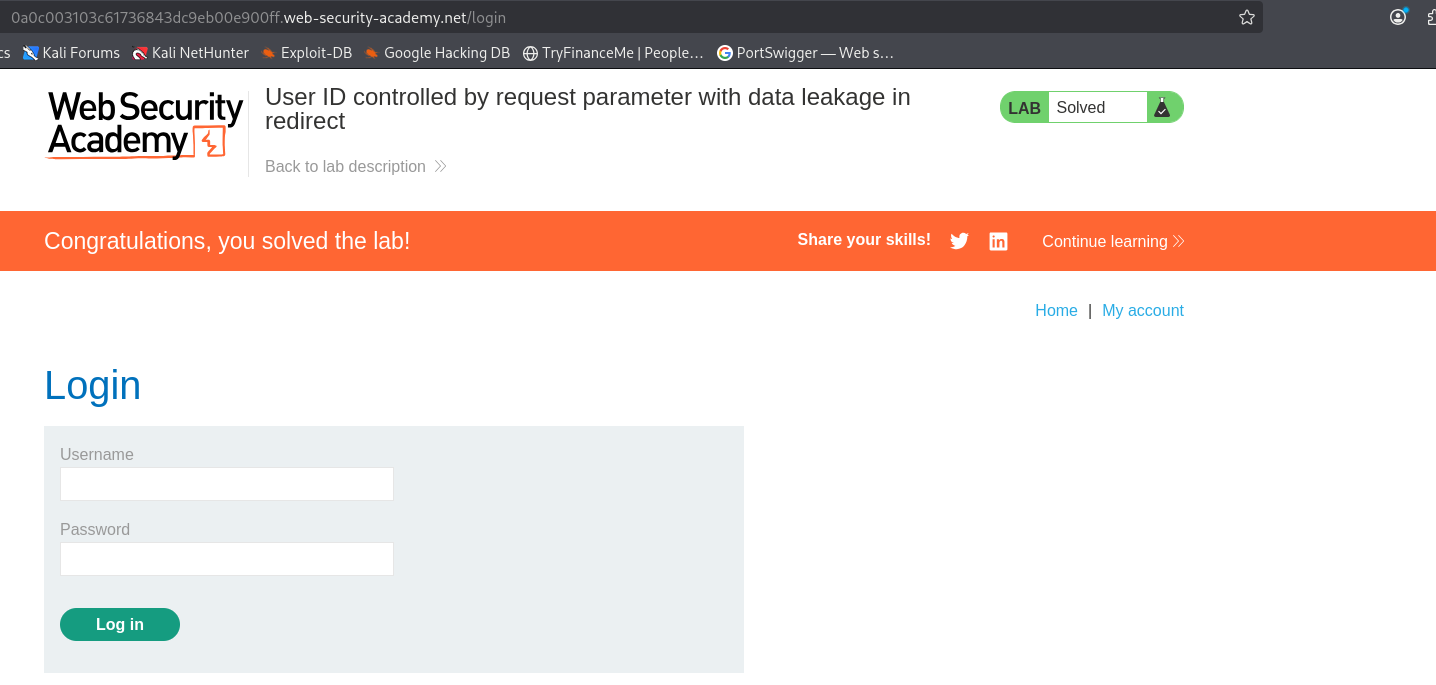 0a0c003103c61736843dc9eb00e900ff.web-security-academy.net/login
cs Kali Forums Kali NetHunter Exploit-DB Google Hacking DB TryFinanceMe | People… Web s…
Web Security
Academy
User ID controlled by request parameter with data leakage in
redirect
LAB Solved
Back to lab description
Congratulations, you solved the lab!
Share your skills!
Continue learning
Home | My account
Login
Username
Password
Log in